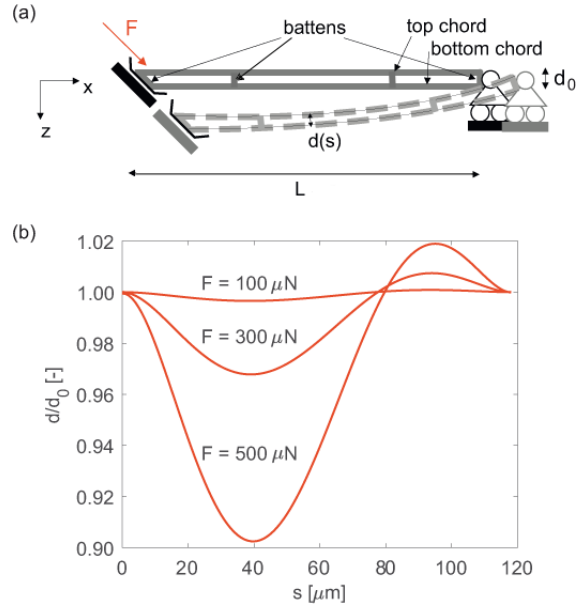 (a)
F
battens
top chord
bottom chord
x
d₀
z
d(s)
L
(b)
1.02
F = 100 μN
1.00
F = 300 μN
0.98
d/d₀ [-]
0.96
0.94
F = 500 μN
0.92
0.90
0 20 40 60 80 100 120
s [μm]